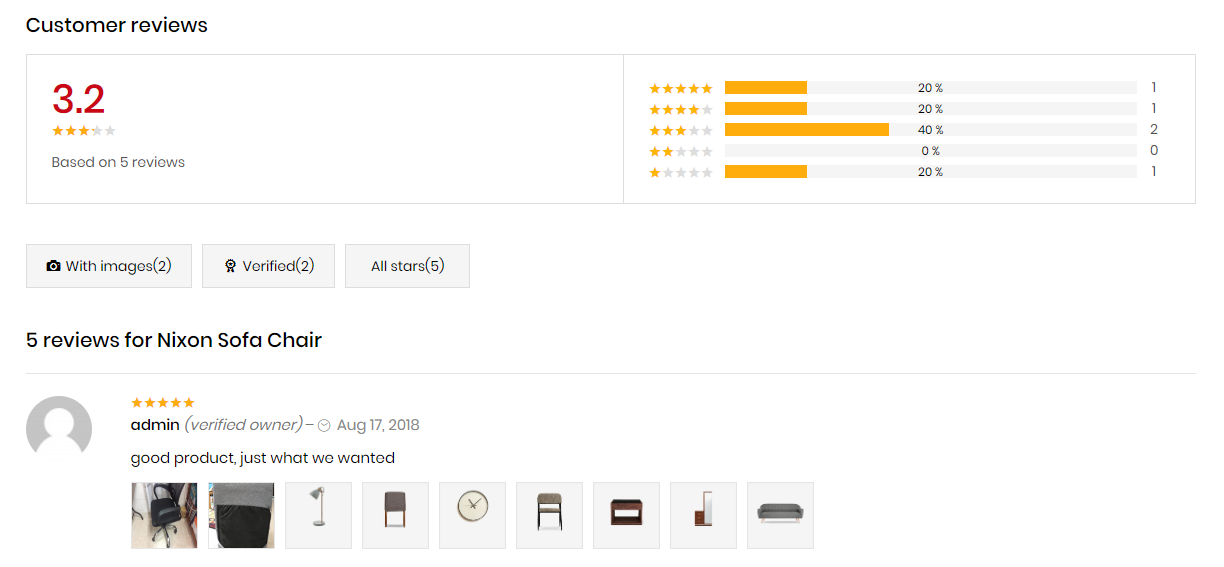 Customer reviews
3.2
Based on 5 reviews
20 % 1
20 % 1
40 % 2
0 % 0
20 % 1
With images(2) Verified(2) All stars(5)
5 reviews for Nixon Sofa Chair
admin (verified owner) – Aug 17, 2018
good product, just what we wanted